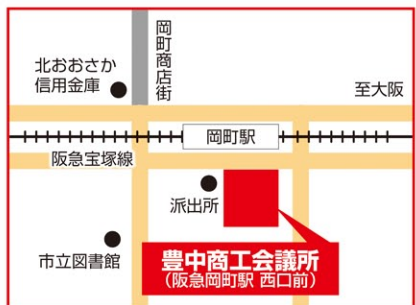 岡町商店街
北おおさか
信用金庫
至大阪
岡町駅
阪急宝塚線
派出所
市立図書館
豊中商工会議所
(阪急岡町駅 西口前)